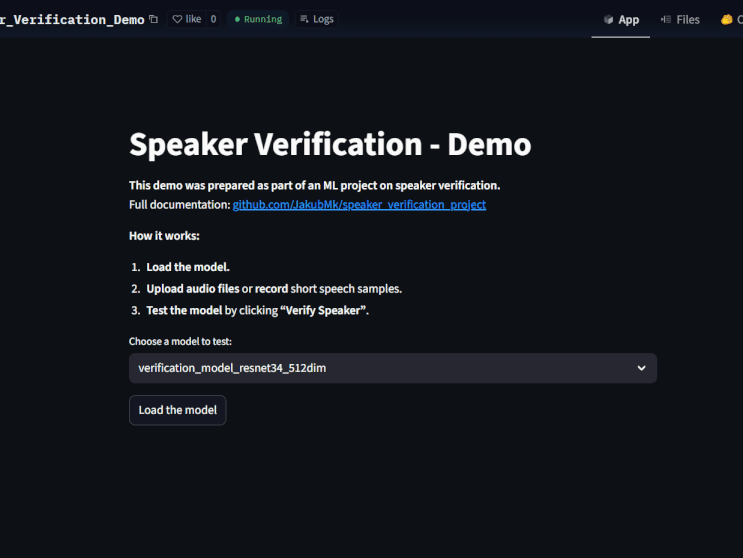 r_Verification_Demo like 0 Running Logs App Files
Speaker Verification - Demo
This demo was prepared as part of an ML project on speaker verification.
Full documentation: github.com/JakubMk/speaker_verification_project
How it works:
1. Load the model.
2. Upload audio files or record short speech samples.
3. Test the model by clicking “Verify Speaker”.
Choose a model to test:
verification_model_resnet34_512dim
Load the model